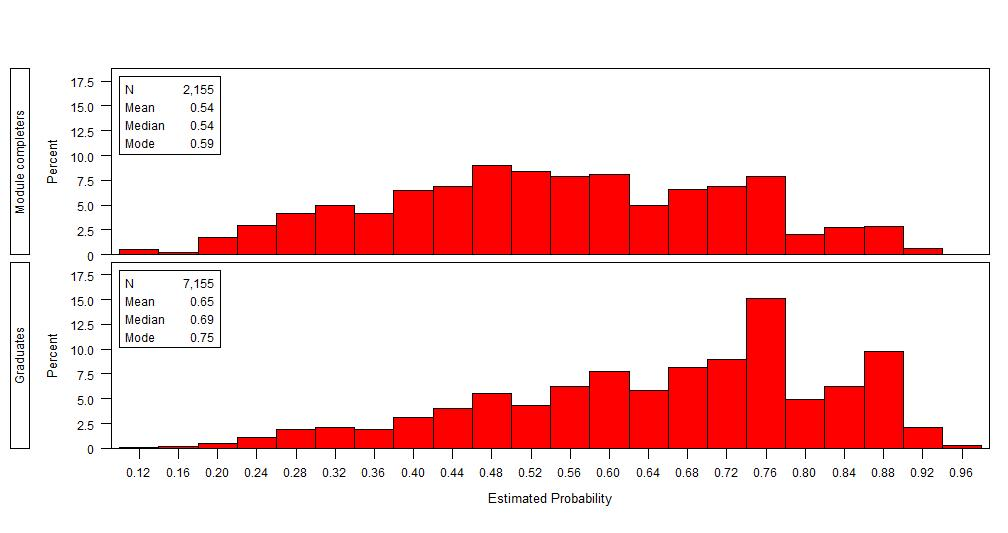 Module completers
Percent
17.5
15.0
12.5
10.0
7.5
5.0
2.5
0
N 2,155
Mean 0.54
Median 0.54
Mode 0.59
Graduates
Percent
17.5
15.0
12.5
10.0
7.5
5.0
2.5
0
N 7,155
Mean 0.65
Median 0.69
Mode 0.75
0.12 0.16 0.20 0.24 0.28 0.32 0.36 0.40 0.44 0.48 0.52 0.56 0.60 0.64 0.68 0.72 0.76 0.80 0.84 0.88 0.92 0.96
Estimated Probability